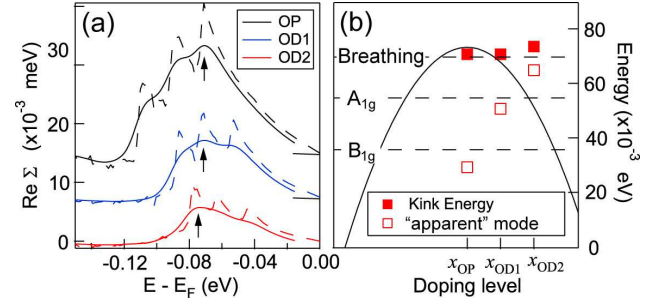 (a)
OP
OD1
OD2
30
20
10
0
Re Σ (x10⁻³ meV)
-0.12
-0.08
-0.04
0.00
E - E_F (eV)
(b)
Breathing
A₁g
B₁g
Kink Energy
"apparent" mode
80
60
40
20
0
Energy (x10⁻³ eV)
x_OP
x_OD1
x_OD2
Doping level